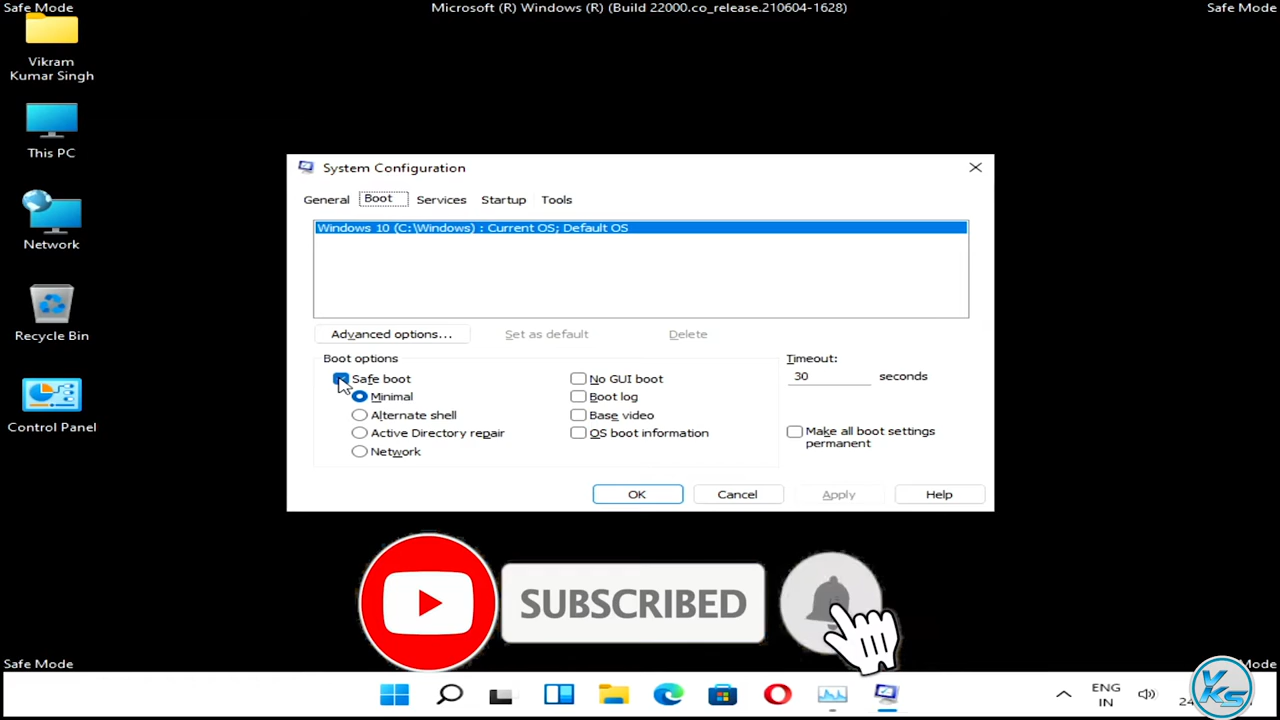 Safe Mode
Microsoft (R) Windows (R) (Build 22000.co_release.210604-1628)
Safe Mode
Vikram
Kumar Singh
This PC
Network
Recycle Bin
Control Panel
System Configuration
General
Boot
Services
Startup
Tools
Windows 10 (C:\Windows) : Current OS; Default OS
Advanced options...
Set as default
Delete
Boot options
Safe boot
Minimal
Alternate shell
Active Directory repair
Network
No GUI boot
Boot log
Base video
OS boot information
Timeout:
30 seconds
Make all boot settings
permanent
OK
Cancel
Apply
Help
SUBSCRIBED
Safe Mode
Mode
ENG
IN
24
VKS